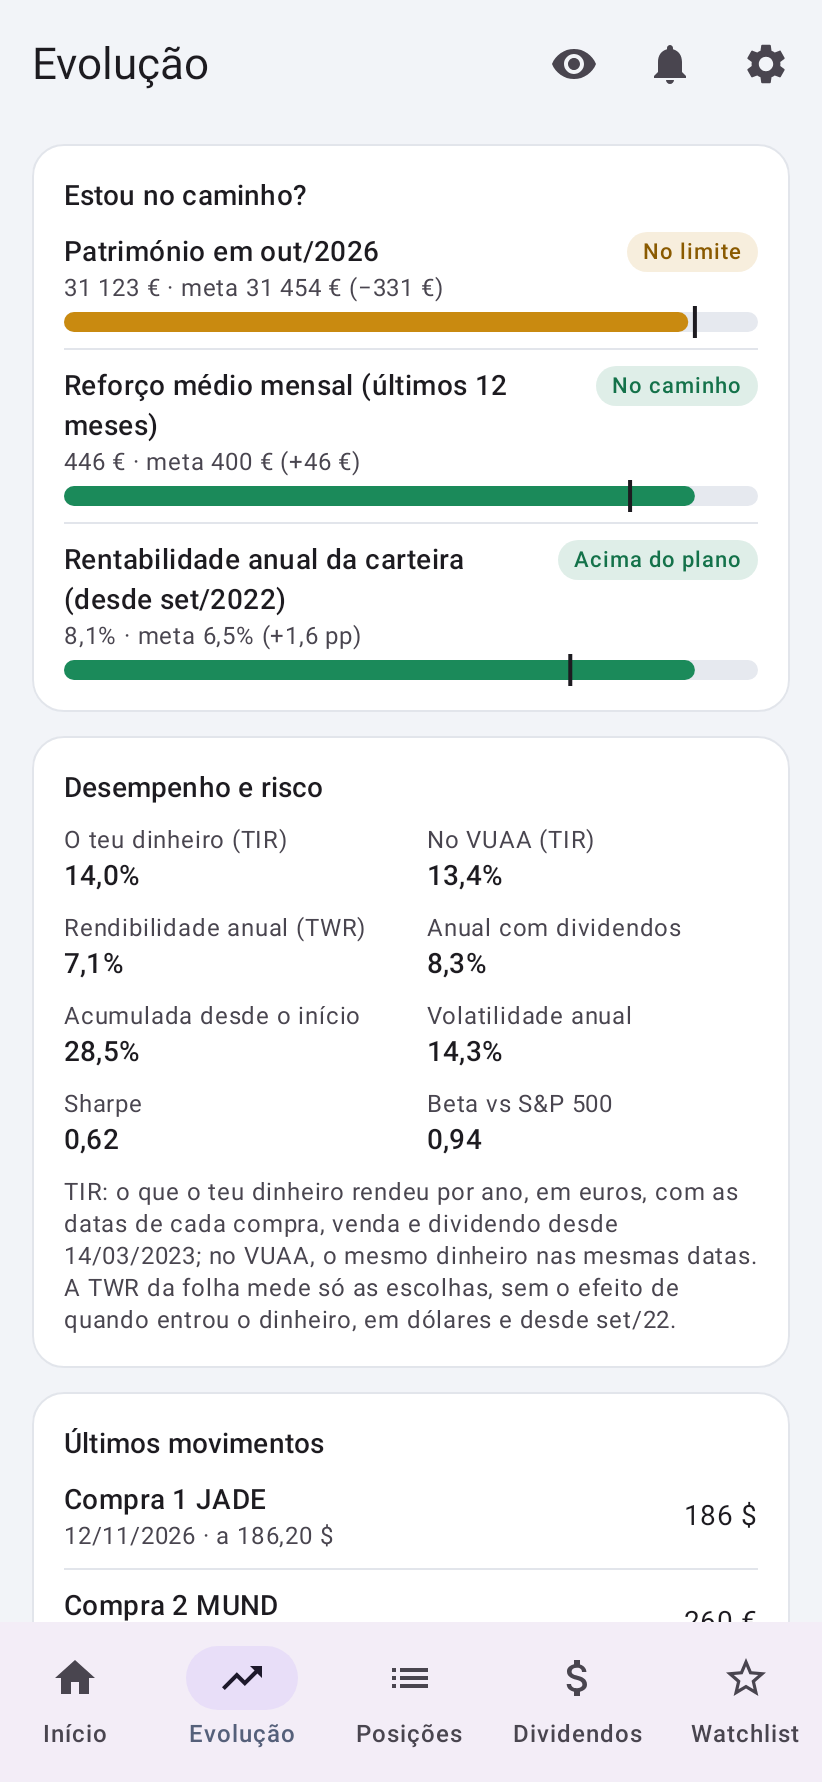 Evolução
Estou no caminho?
Património em out/2026
No limite
31 123 € · meta 31 454 € (−331 €)
Reforço médio mensal (últimos 12
meses)
No caminho
446 € · meta 400 € (+46 €)
Rentabilidade anual da carteira
(desde set/2022)
Acima do plano
8,1% · meta 6,5% (+1,6 pp)
Desempenho e risco
O teu dinheiro (TIR)
No VUAA (TIR)
14,0%
13,4%
Rendibilidade anual (TWR)
Anual com dividendos
7,1%
8,3%
Acumulada desde o início
Volatilidade anual
28,5%
14,3%
Sharpe
Beta vs S&P 500
0,62
0,94
TIR: o que o teu dinheiro rendeu por ano, em euros, com as
datas de cada compra, venda e dividendo desde
14/03/2023; no VUAA, o mesmo dinheiro nas mesmas datas.
A TWR da folha mede só as escolhas, sem o efeito de
quando entrou o dinheiro, em dólares e desde set/22.
Últimos movimentos
Compra 1 JADE
186 $
12/11/2026 · a 186,20 $
Compra 2 MUND
260 €
Início
Evolução
Posições
Dividendos
Watchlist